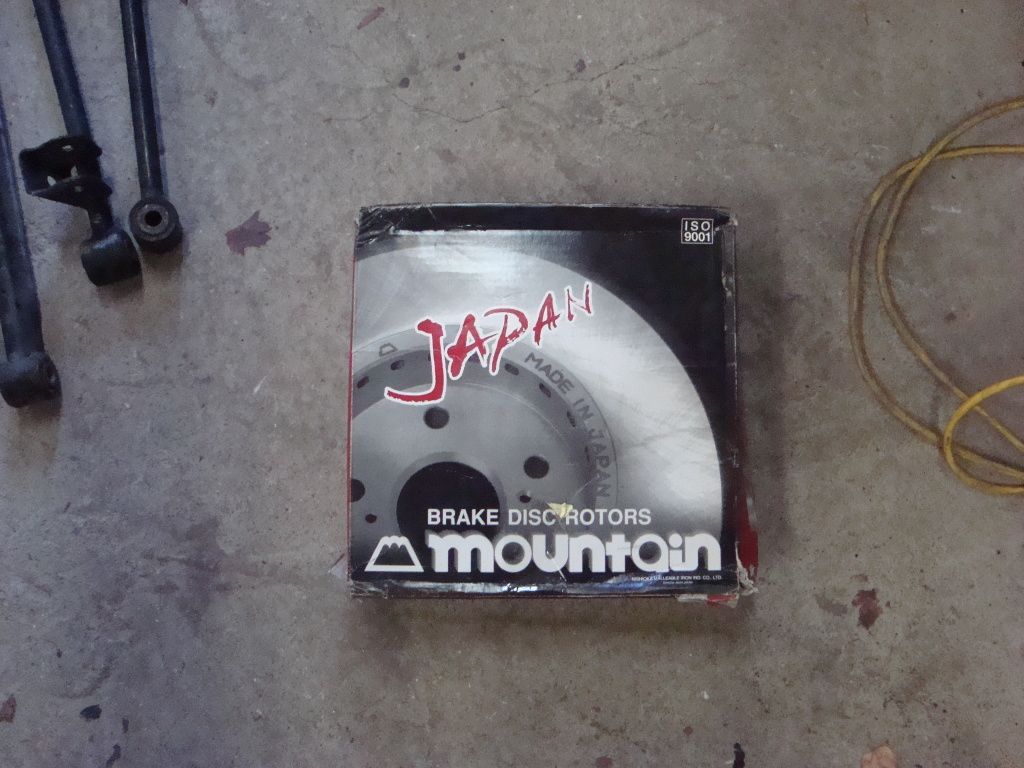 ISO
9001
JAPAN
MADE IN JAPAN
BRAKE DISC ROTORS
mountain